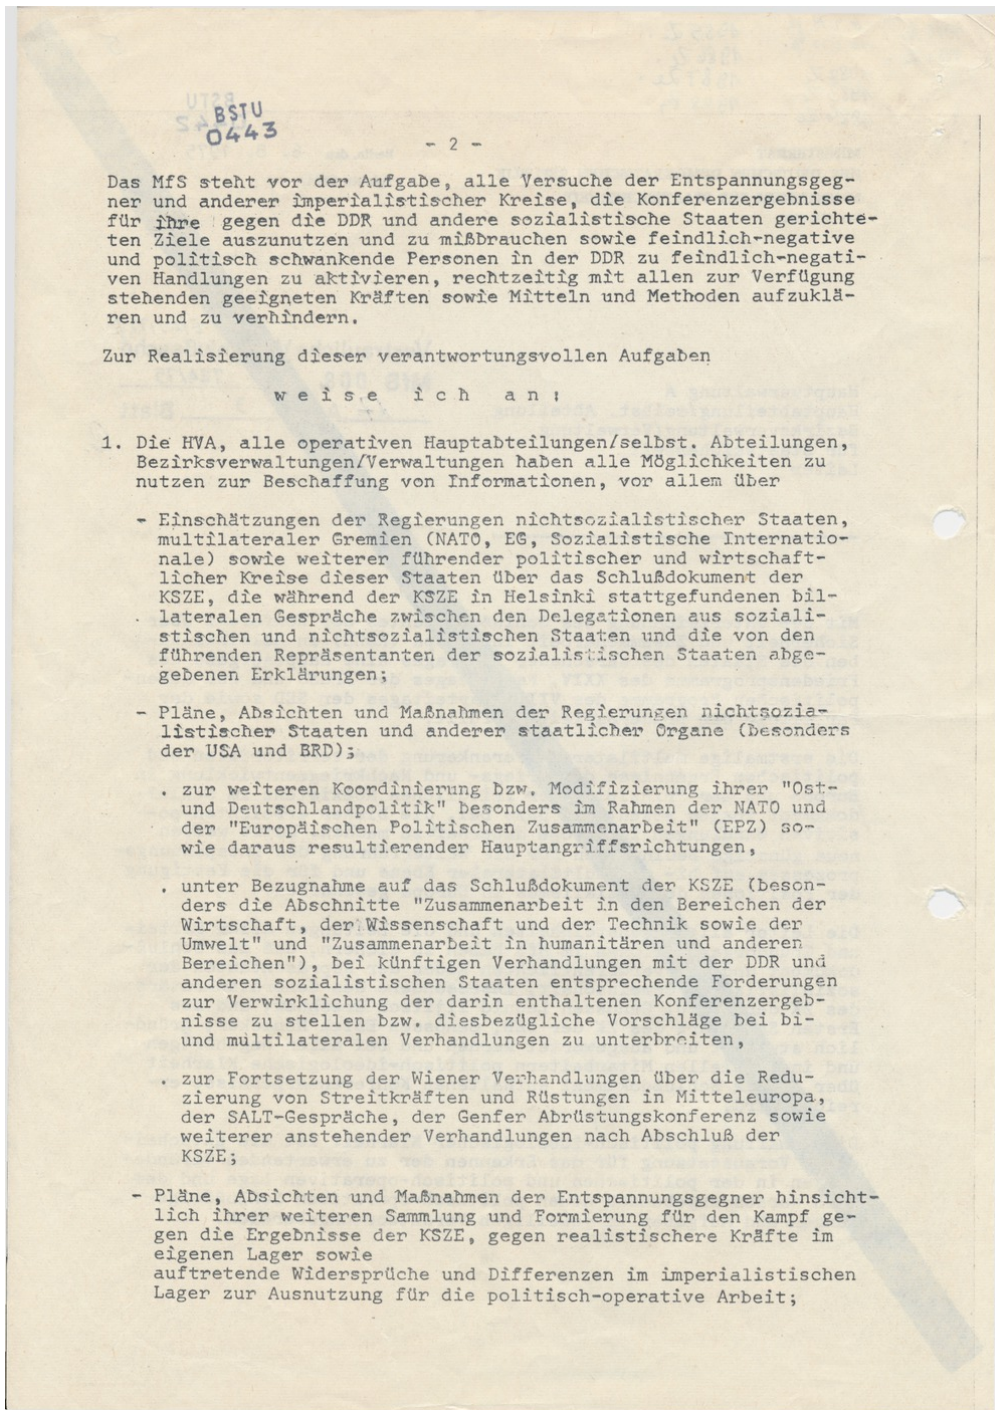 BSTU
0443
- 2 -
Das MfS steht vor der Aufgabe, alle Versuche der Entspannungsgeg-
ner und anderer imperialistischer Kreise, die Konferenzergebnisse
für ihre gegen die DDR und andere sozialistische Staaten gerichte-
ten Ziele auszunutzen und zu mißbrauchen sowie feindlich-negative
und politisch schwankende Personen in der DDR zu feindlich-negati-
ven Handlungen zu aktivieren, rechtzeitig mit allen zur Verfügung
stehenden geeigneten Kräften sowie Mitteln und Methoden aufzuklä-
ren und zu verhindern.
Zur Realisierung dieser verantwortungsvollen Aufgaben
w e i s e  i c h  a n :
1. Die HVA, alle operativen Hauptabteilungen/selbst. Abteilungen,
Bezirksverwaltungen/Verwaltungen haben alle Möglichkeiten zu
nutzen zur Beschaffung von Informationen, vor allem über
- Einschätzungen der Regierungen nichtsozialistischer Staaten,
multilateraler Gremien (NATO, EG, Sozialistische Internatio-
nale) sowie weiterer führender politischer und wirtschaft-
licher Kreise dieser Staaten über das Schlußdokument der
KSZE, die während der KSZE in Helsinki stattgefundenen bil-
lateralen Gespräche zwischen den Delegationen aus soziali-
stischen und nichtsozialistischen Staaten und die von den
führenden Repräsentanten der sozialistischen Staaten abge-
gebenen Erklärungen;
- Pläne, Absichten und Maßnahmen der Regierungen nichtsozia-
listischer Staaten und anderer staatlicher Organe (besonders
der USA und BRD);
. zur weiteren Koordinierung bzw. Modifizierung ihrer "Ost-
und Deutschlandpolitik" besonders im Rahmen der NATO und
der "Europäischen Politischen Zusammenarbeit" (EPZ) so-
wie daraus resultierender Hauptangriffsrichtungen,
. unter Bezugnahme auf das Schlußdokument der KSZE (beson-
ders die Abschnitte "Zusammenarbeit in den Bereichen der
Wirtschaft, der Wissenschaft und der Technik sowie der
Umwelt" und "Zusammenarbeit in humanitären und anderen
Bereichen"), bei künftigen Verhandlungen mit der DDR und
anderen sozialistischen Staaten entsprechende Forderungen
zur Verwirklichung der darin enthaltenen Konferenzergeb-
nisse zu stellen bzw. diesbezügliche Vorschläge bei bi-
und multilateralen Verhandlungen zu unterbreiten,
. zur Fortsetzung der Wiener Verhandlungen über die Redu-
zierung von Streitkräften und Rüstungen in Mitteleuropa,
der SALT-Gespräche, der Genfer Abrüstungskonferenz sowie
weiterer anstehender Verhandlungen nach Abschluß der
KSZE;
- Pläne, Absichten und Maßnahmen der Entspannungsgegner hinsicht-
lich ihrer weiteren Sammlung und Formierung für den Kampf ge-
gen die Ergebnisse der KSZE, gegen realistischere Kräfte im
eigenen Lager sowie
auftretende Widersprüche und Differenzen im imperialistischen
Lager zur Ausnutzung für die politisch-operative Arbeit;